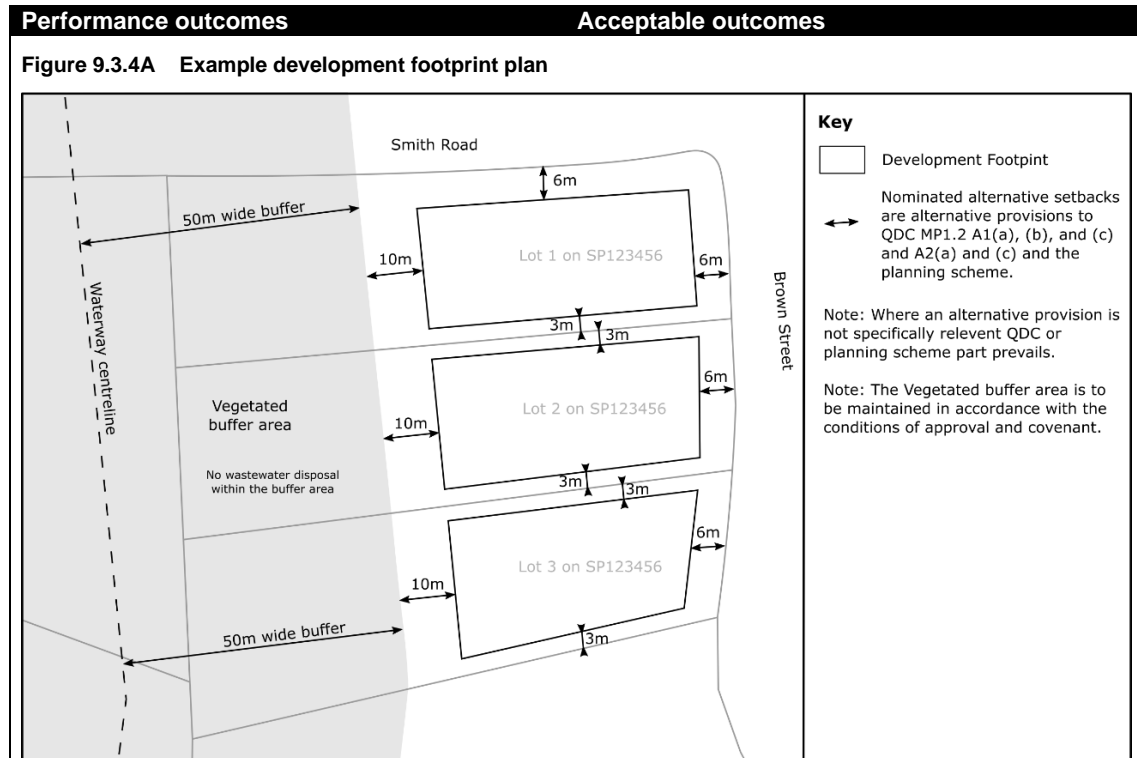 Performance outcomes
Acceptable outcomes
Figure 9.3.4A Example development footprint plan
Smith Road
6m
50m wide buffer
10m
Lot 1 on SP123456
6m
Waterway centreline
Brown Street
3m
3m
Vegetated
buffer area
No wastewater disposal
within the buffer area
10m
Lot 2 on SP123456
6m
3m
3m
10m
Lot 3 on SP123456
6m
50m wide buffer
3m
Key
Development Footpint
Nominated alternative setbacks
are alternative provisions to
QDC MP1.2 A1(a), (b), and (c)
and A2(a) and (c) and the
planning scheme.
Note: Where an alternative provision is
not specifically relevent QDC or
planning scheme part prevails.
Note: The Vegetated buffer area is to
be maintained in accordance with the
conditions of approval and covenant.